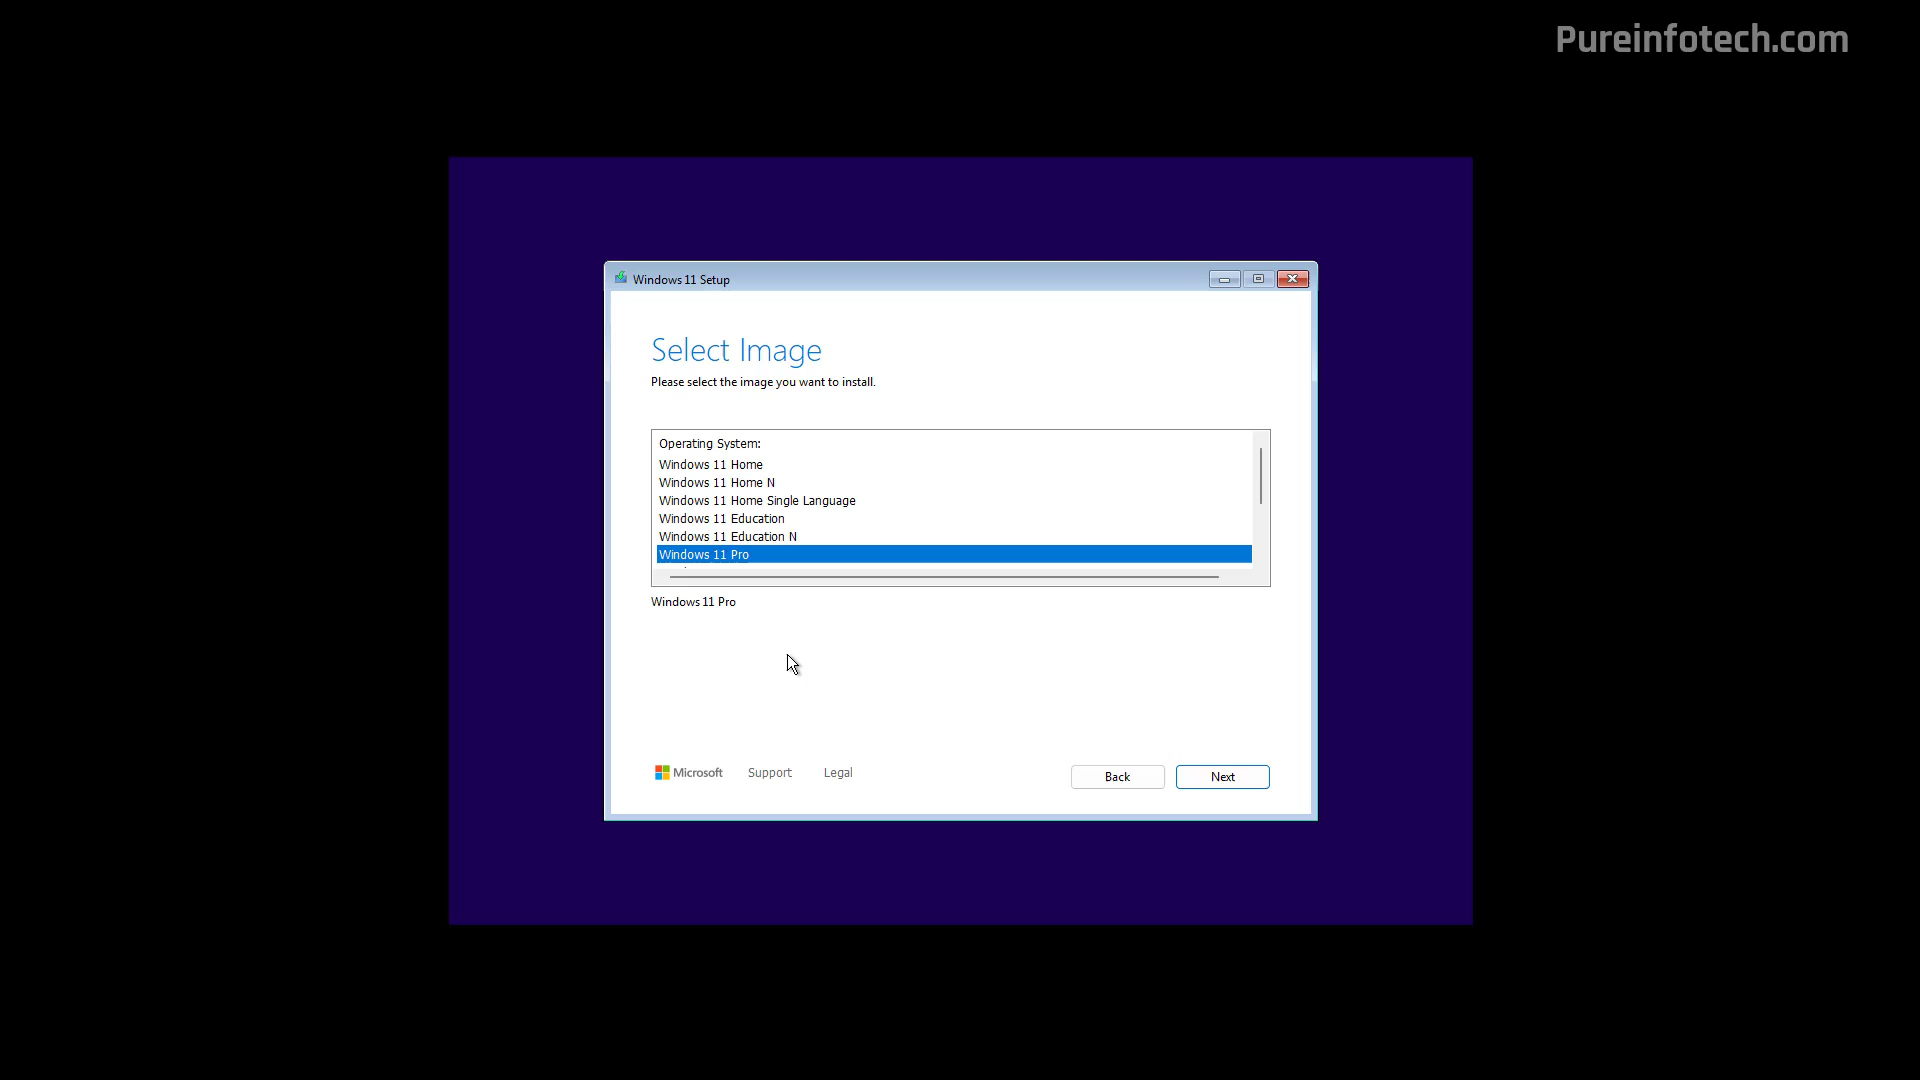 Pureinfotech.com
Windows 11 Setup
Select Image
Please select the image you want to install.
Operating System:
Windows 11 Home
Windows 11 Home N
Windows 11 Home Single Language
Windows 11 Education
Windows 11 Education N
Windows 11 Pro
Windows 11 Pro
Microsoft
Support
Legal
Back
Next